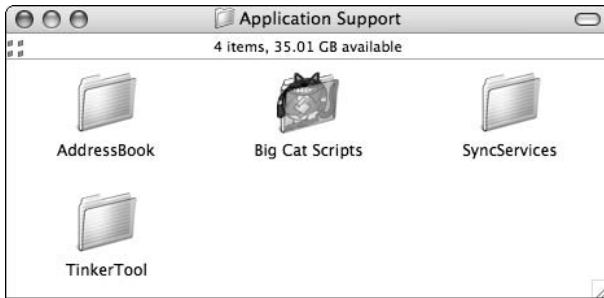 Application Support
4 items, 35.01 GB available
AddressBook
Big Cat Scripts
SyncServices
TinkerTool